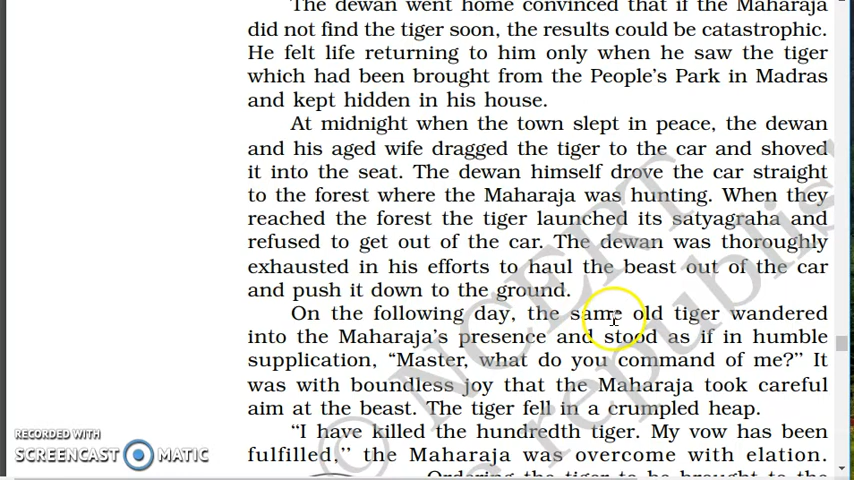 The dewan went home convinced that if the Maharaja
did not find the tiger soon, the results could be catastrophic.
He felt life returning to him only when he saw the tiger
which had been brought from the People's Park in Madras
and kept hidden in his house.
At midnight when the town slept in peace, the dewan
and his aged wife dragged the tiger to the car and shoved
it into the seat. The dewan himself drove the car straight
to the forest where the Maharaja was hunting. When they
reached the forest the tiger launched its satyagraha and
refused to get out of the car. The dewan was thoroughly
exhausted in his efforts to haul the beast out of the car
and push it down to the ground.
On the following day, the same old tiger wandered
into the Maharaja's presence and stood as if in humble
supplication, “Master, what do you command of me?” It
was with boundless joy that the Maharaja took careful
aim at the beast. The tiger fell in a crumpled heap.
“I have killed the hundredth tiger. My vow has been
fulfilled,” the Maharaja was overcome with elation.
Ordering the tiger to be brought to the
© NCERT
republis
RECORDED WITH
SCREENCAST MATIC